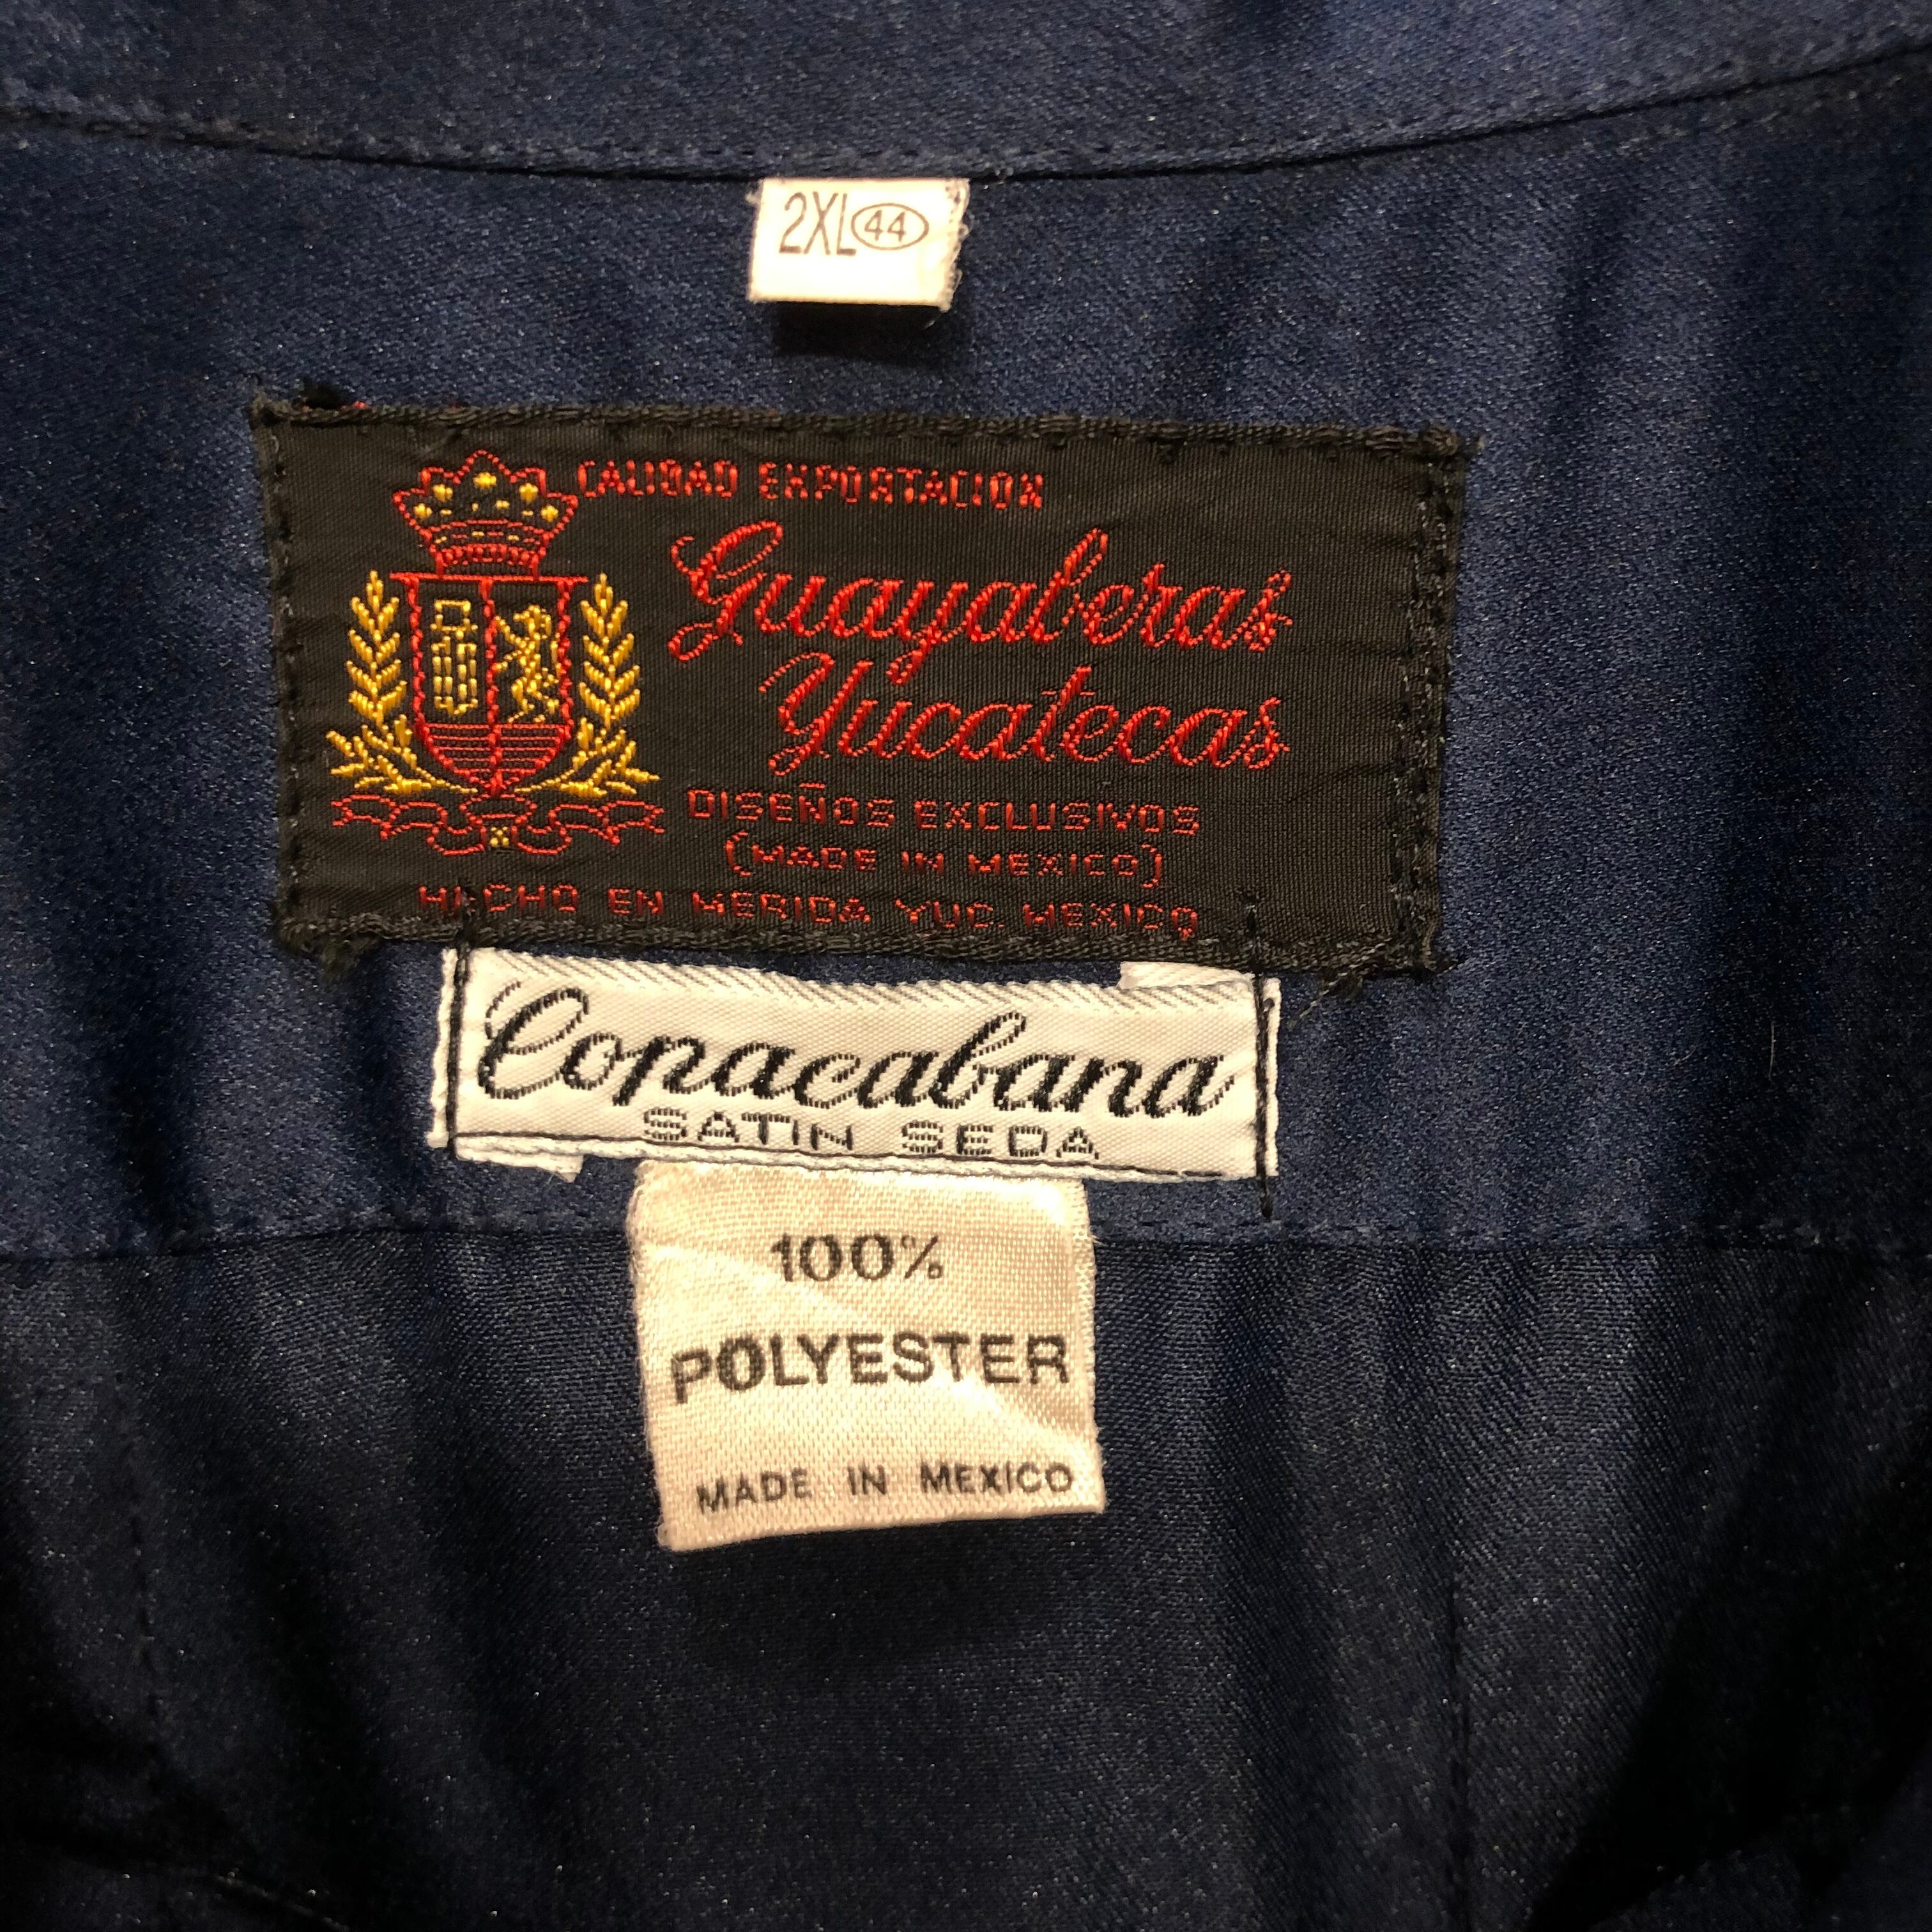 2XL 44
CALIDAD EXPORTACION
Guayaberas
Yucatecas
DISEÑOS EXCLUSIVOS
(MADE IN MEXICO)
HECHO EN MERIDA YUC. MEXICO
Copacabana
SATIN SEDA
100%
POLYESTER
MADE IN MEXICO